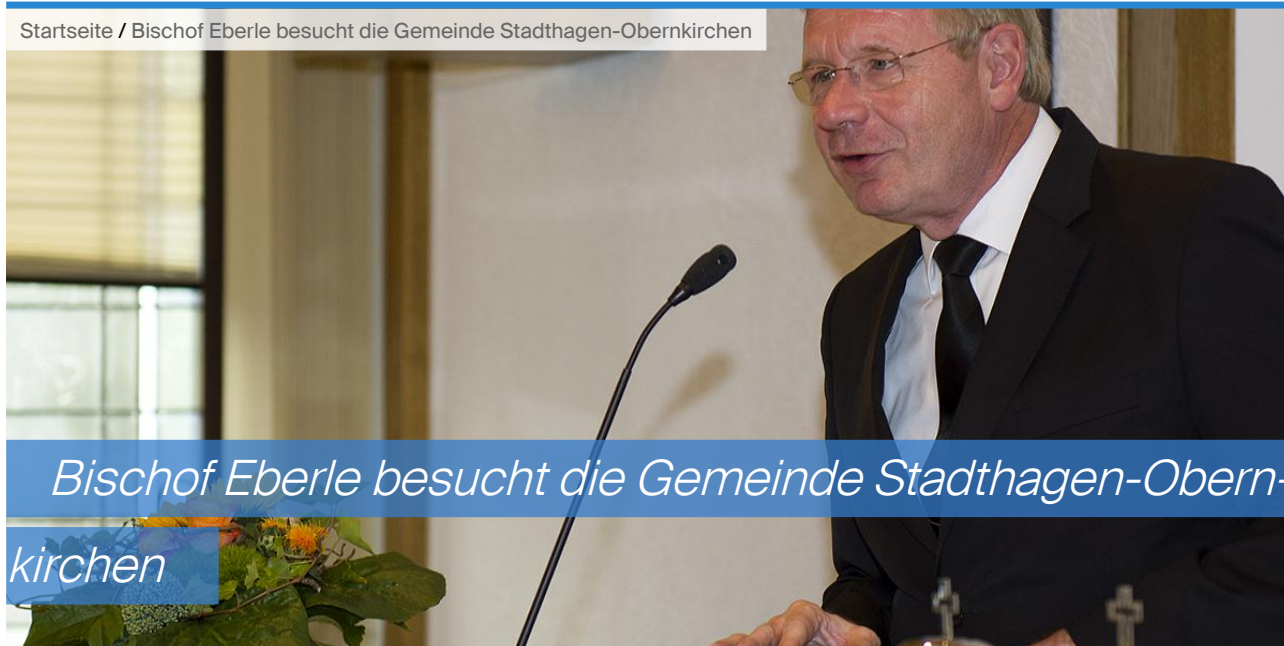 Startseite / Bischof Eberle besucht die Gemeinde Stadthagen-Obernkirchen
Bischof Eberle besucht die Gemeinde Stadthagen-Obern-
kirchen